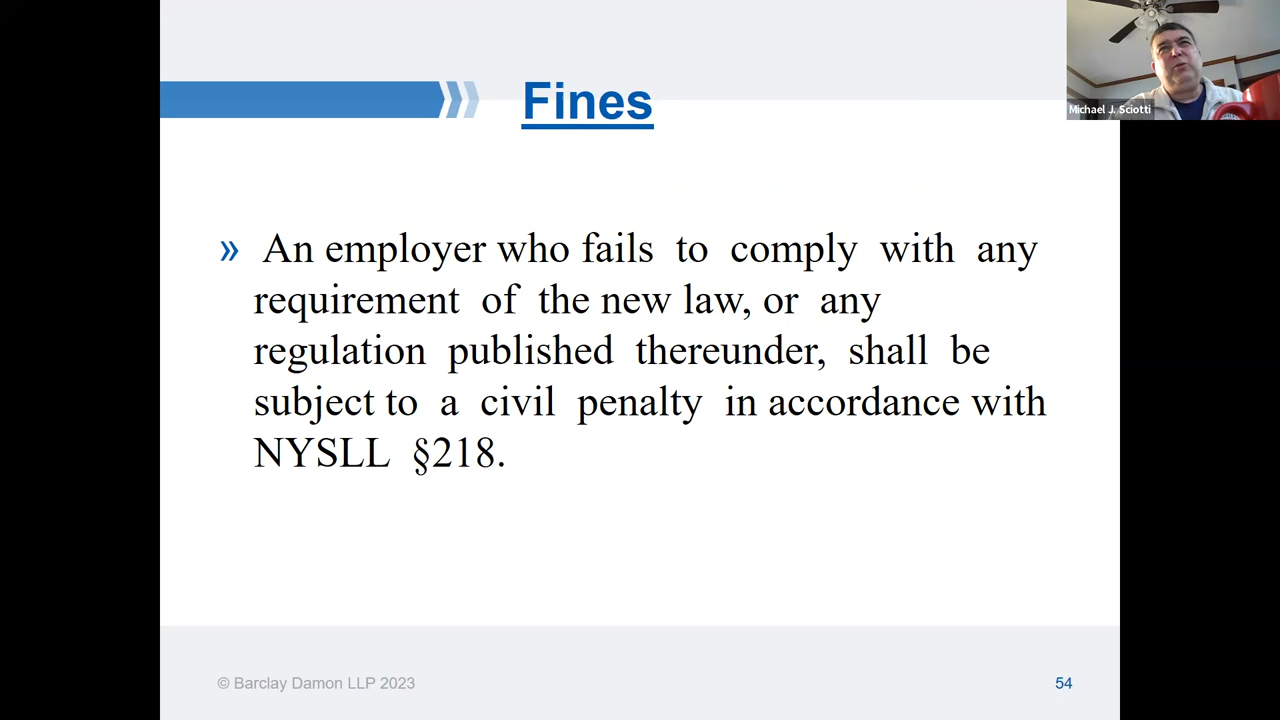 Fines
Michael J. Sciotti
» An employer who fails to comply with any
requirement of the new law, or any
regulation published thereunder, shall be
subject to a civil penalty in accordance with
NYSLL §218.
© Barclay Damon LLP 2023
54